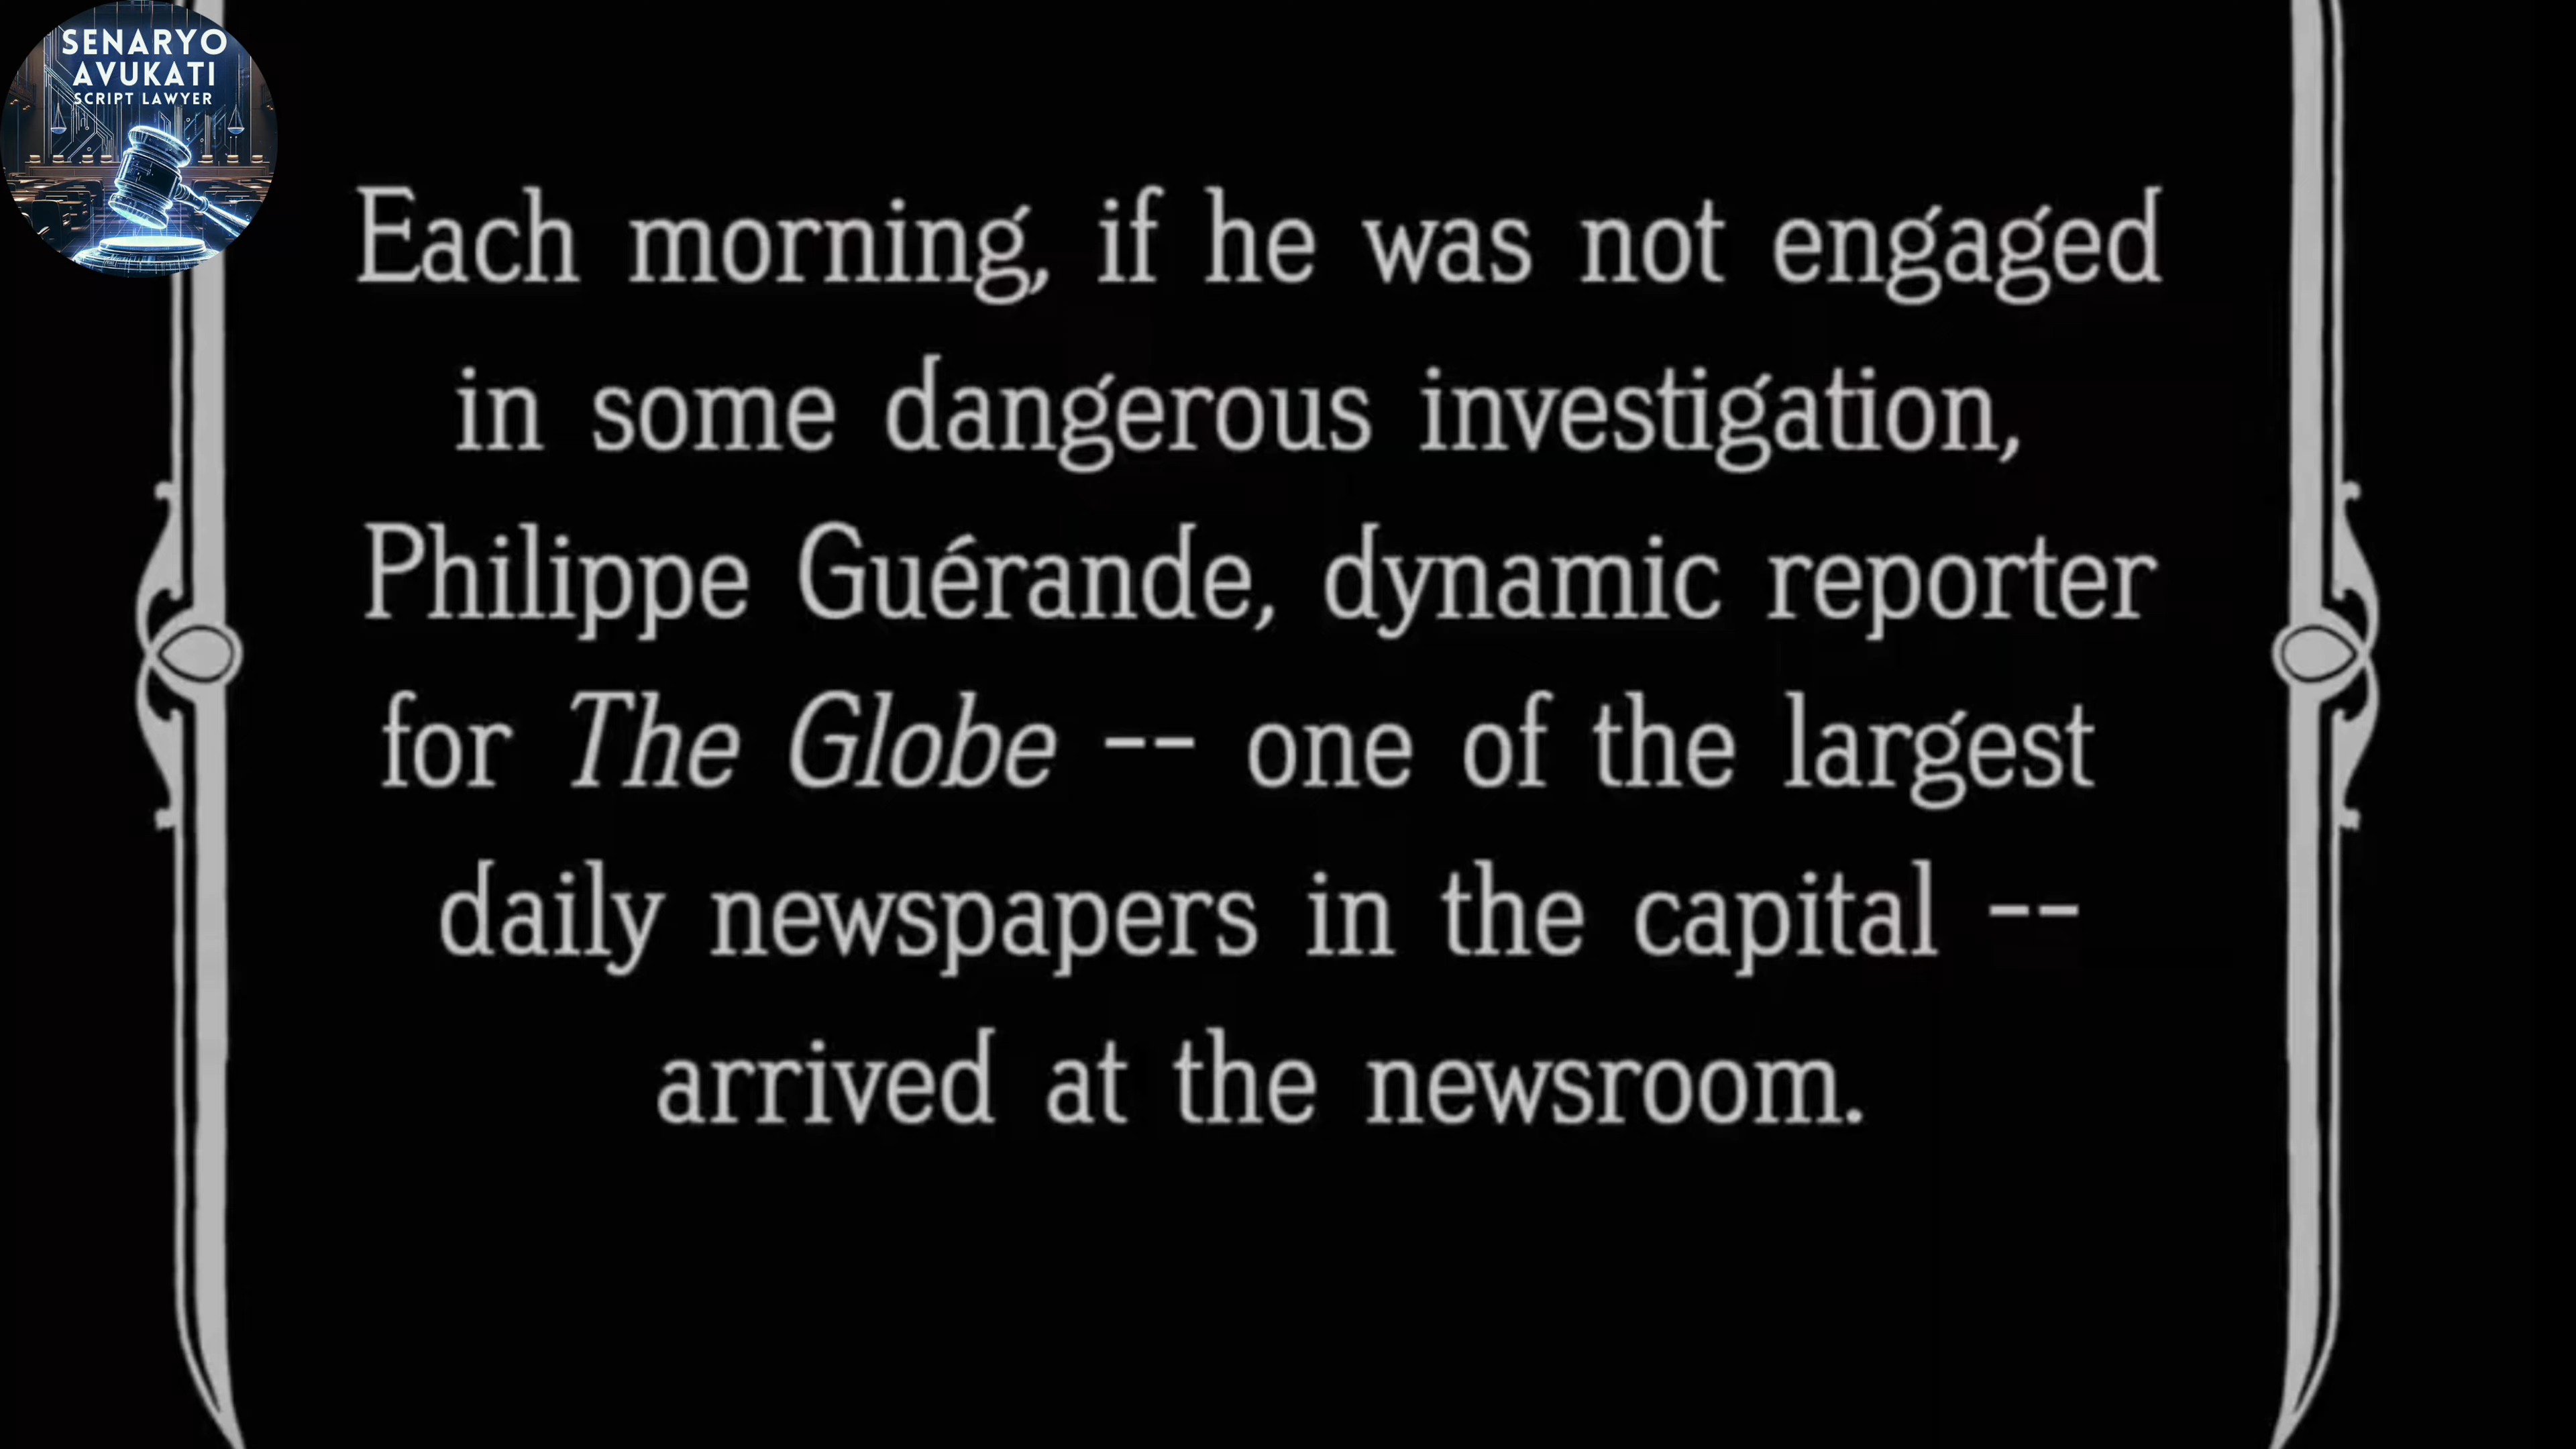 SENARYO
AVUKATI
SCRIPT LAWYER
Each morning, if he was not engaged
in some dangerous investigation,
Philippe Guérande, dynamic reporter
for The Globe -- one of the largest
daily newspapers in the capital --
arrived at the newsroom.